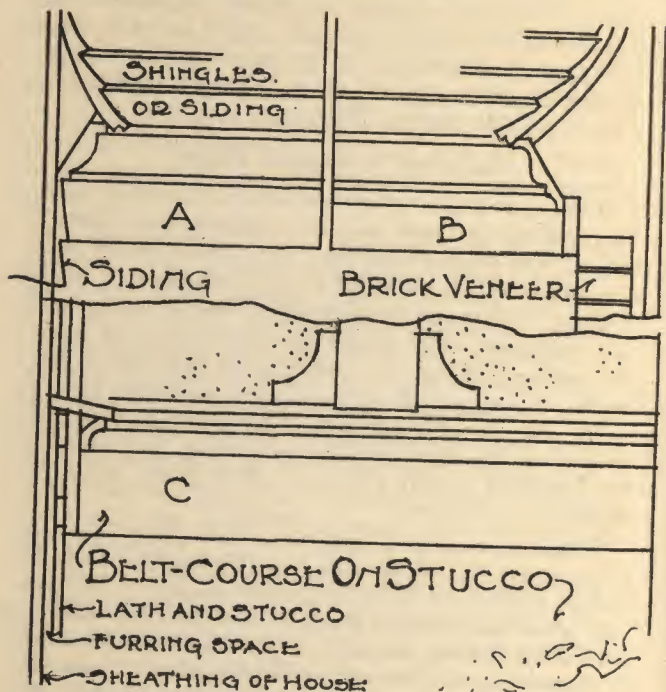 SHINGLES.
OR SIDING
A
B
SIDING
BRICK VENEER
C
BELT-COURSE ON STUCCO
LATH AND STUCCO
FURRING SPACE
SHEATHING OF HOUSE